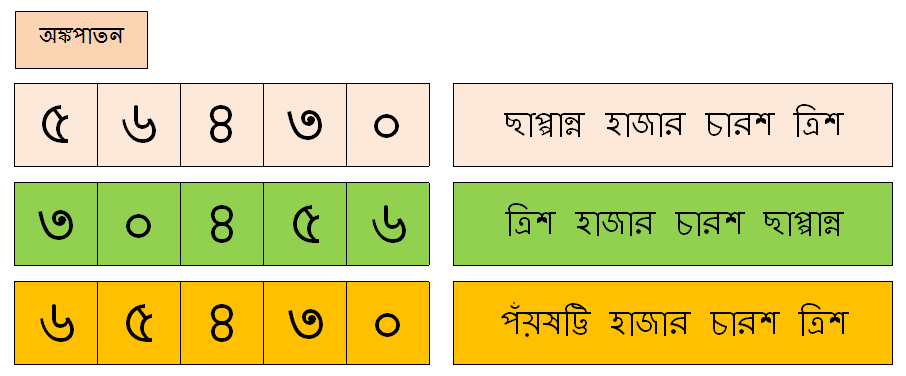 অঙ্কপাতন
৫ ৬ ৪ ৩ ০ ছাপ্পান্ন হাজার চারশ ত্রিশ
৩ ০ ৪ ৫ ৬ ত্রিশ হাজার চারশ ছাপ্পান্ন
৬ ৫ ৪ ৩ ০ পঁয়ষট্টি হাজার চারশ ত্রিশ